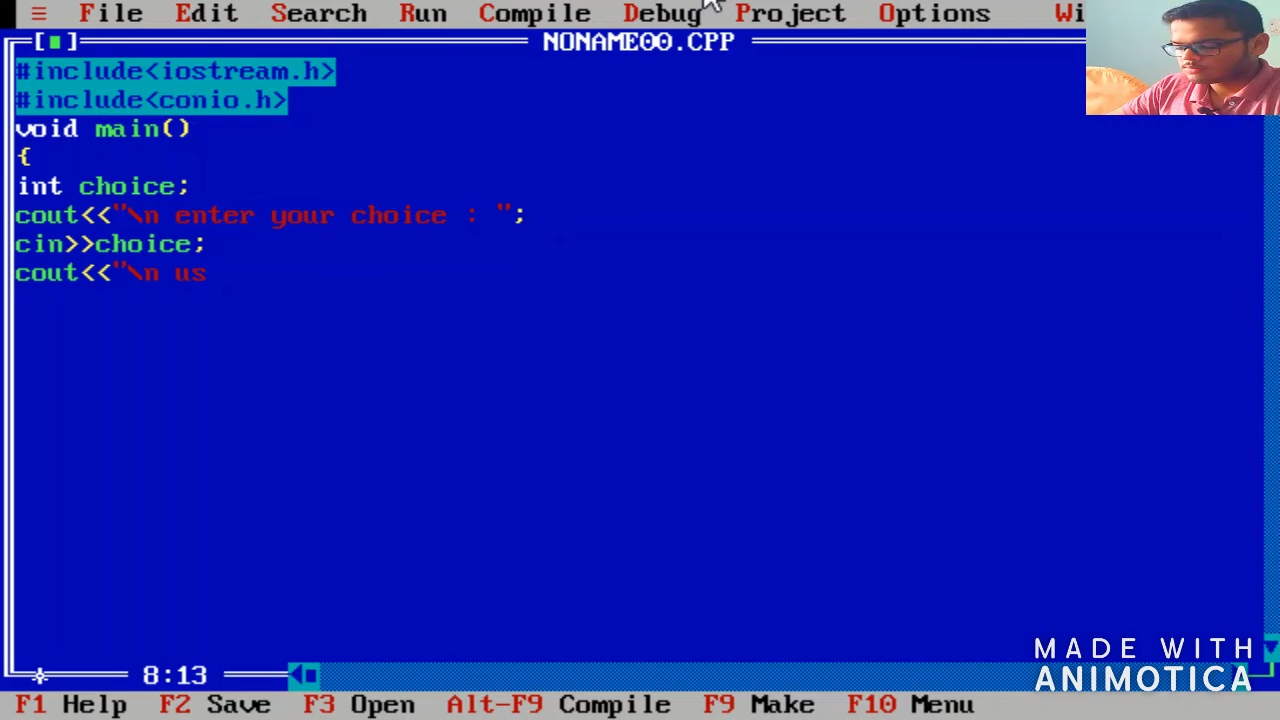 ≡ File Edit Search Run Compile Debug Project Options Wi
[■] NONAME00.CPP
#include<iostream.h>
#include<conio.h>
void main()
{
int choice;
cout<<"\n enter your choice : ";
cin>>choice;
cout<<"\n us
8:13
F1 Help F2 Save F3 Open Alt-F9 Compile F9 Make F10 Menu
MADE WITH
ANIMOTICA